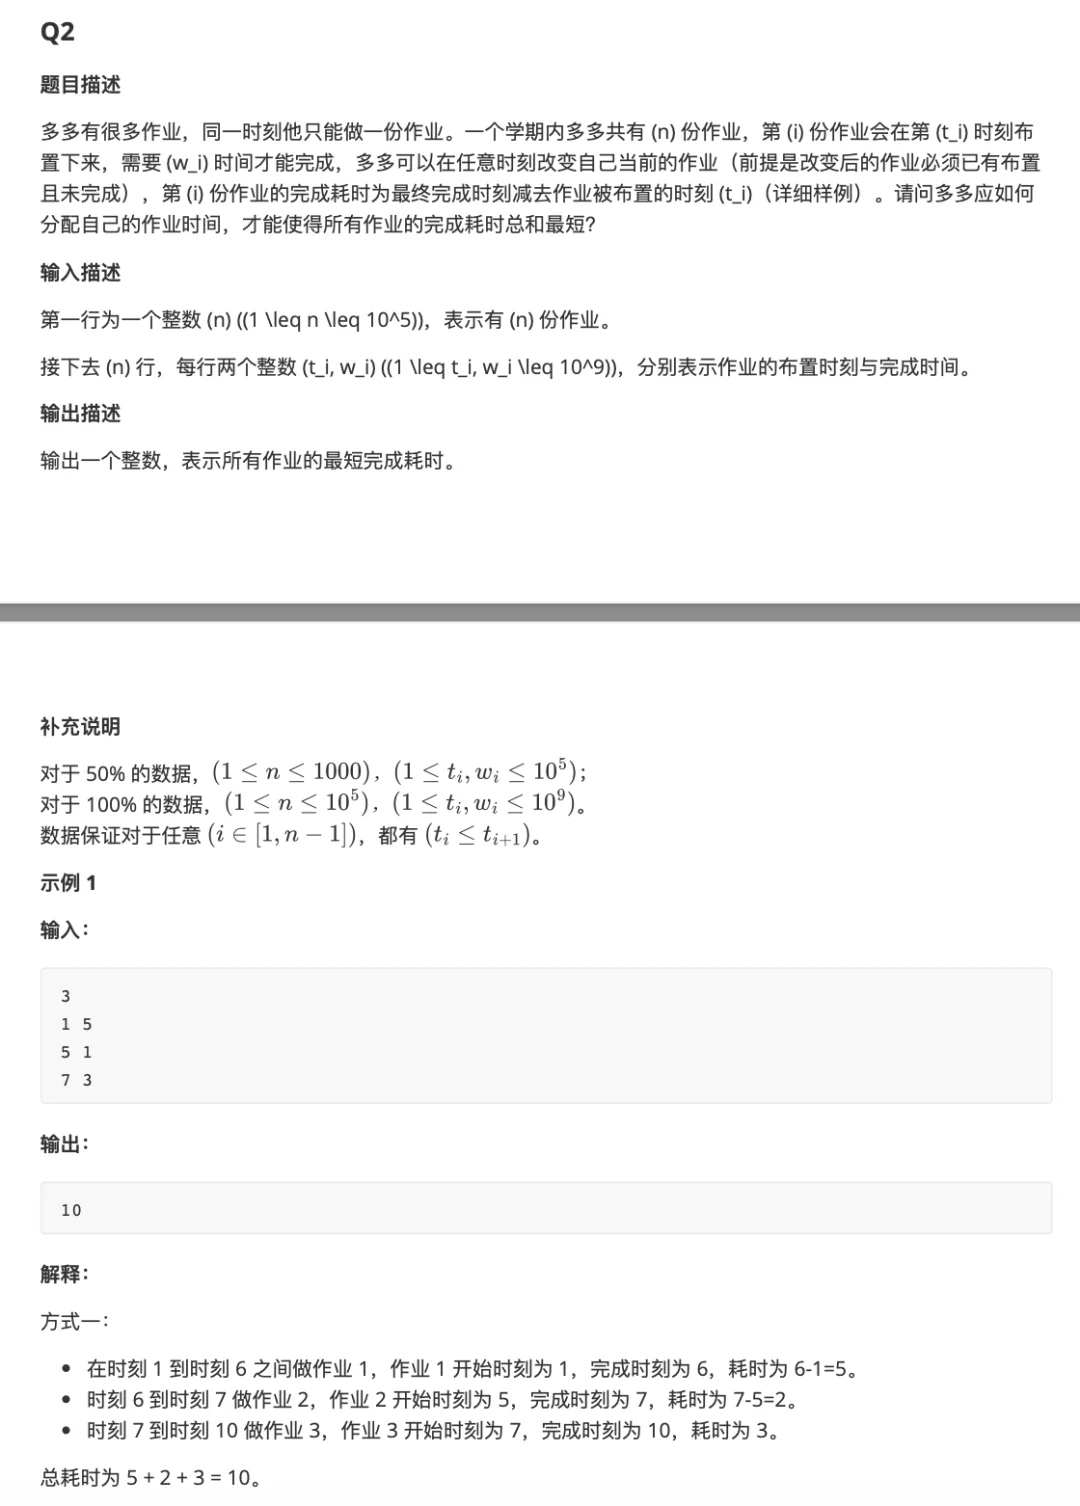 Q2
题目描述
多多有很多作业，同一时刻他只能做一份作业。一个学期内多多共有 (n) 份作业，第 (i) 份作业会在第 (t_i) 时刻布
置下来，需要 (w_i) 时间才能完成，多多可以在任意时刻改变自己当前的作业（前提是改变后的作业必须已有布置
且未完成），第 (i) 份作业的完成耗时为最终完成时刻减去作业被布置的时刻 (t_i)（详细样例）。请问多多应如何
分配自己的作业时间，才能使得所有作业的完成耗时总和最短？
输入描述
第一行为一个整数 (n) ((1 \leq n \leq 10^5))，表示有 (n) 份作业。
接下去 (n) 行，每行两个整数 (t_i, w_i) ((1 \leq t_i, w_i \leq 10^9))，分别表示作业的布置时刻与完成时间。
输出描述
输出一个整数，表示所有作业的最短完成耗时。
补充说明
对于 50% 的数据，(1 ≤ n ≤ 1000)，(1 ≤ t_i, w_i ≤ 10^5)；
对于 100% 的数据，(1 ≤ n ≤ 10^5)，(1 ≤ t_i, w_i ≤ 10^9)。
数据保证对于任意 (i ∈ [1, n − 1])，都有 (t_i ≤ t_{i+1})。
示例 1
输入：
3
1 5
5 1
7 3
输出：
10
解释：
方式一：
• 在时刻 1 到时刻 6 之间做作业 1，作业 1 开始时刻为 1，完成时刻为 6，耗时为 6-1=5。
• 时刻 6 到时刻 7 做作业 2，作业 2 开始时刻为 5，完成时刻为 7，耗时为 7-5=2。
• 时刻 7 到时刻 10 做作业 3，作业 3 开始时刻为 7，完成时刻为 10，耗时为 3。
总耗时为 5 + 2 + 3 = 10。